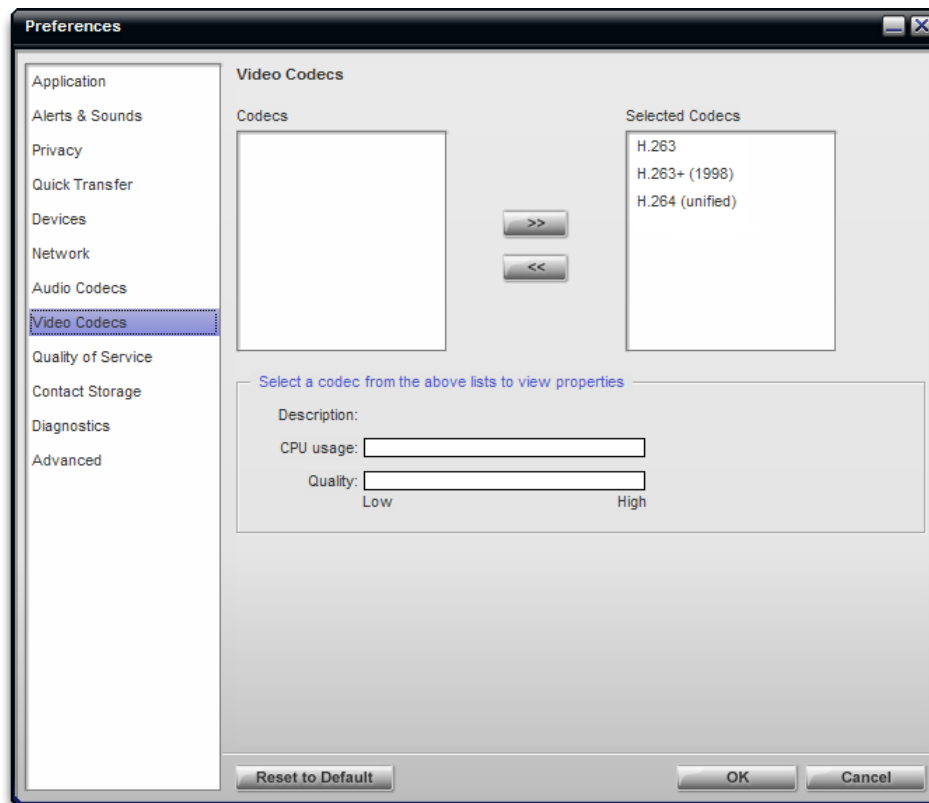 Preferences
Application
Alerts & Sounds
Privacy
Quick Transfer
Devices
Network
Audio Codecs
Video Codecs
Quality of Service
Contact Storage
Diagnostics
Advanced
Video Codecs
Codecs
Selected Codecs
H.263
H.263+ (1998)
H.264 (unified)
>>
<<
Select a codec from the above lists to view properties
Description:
CPU usage:
Quality:
Low High
Reset to Default
OK
Cancel